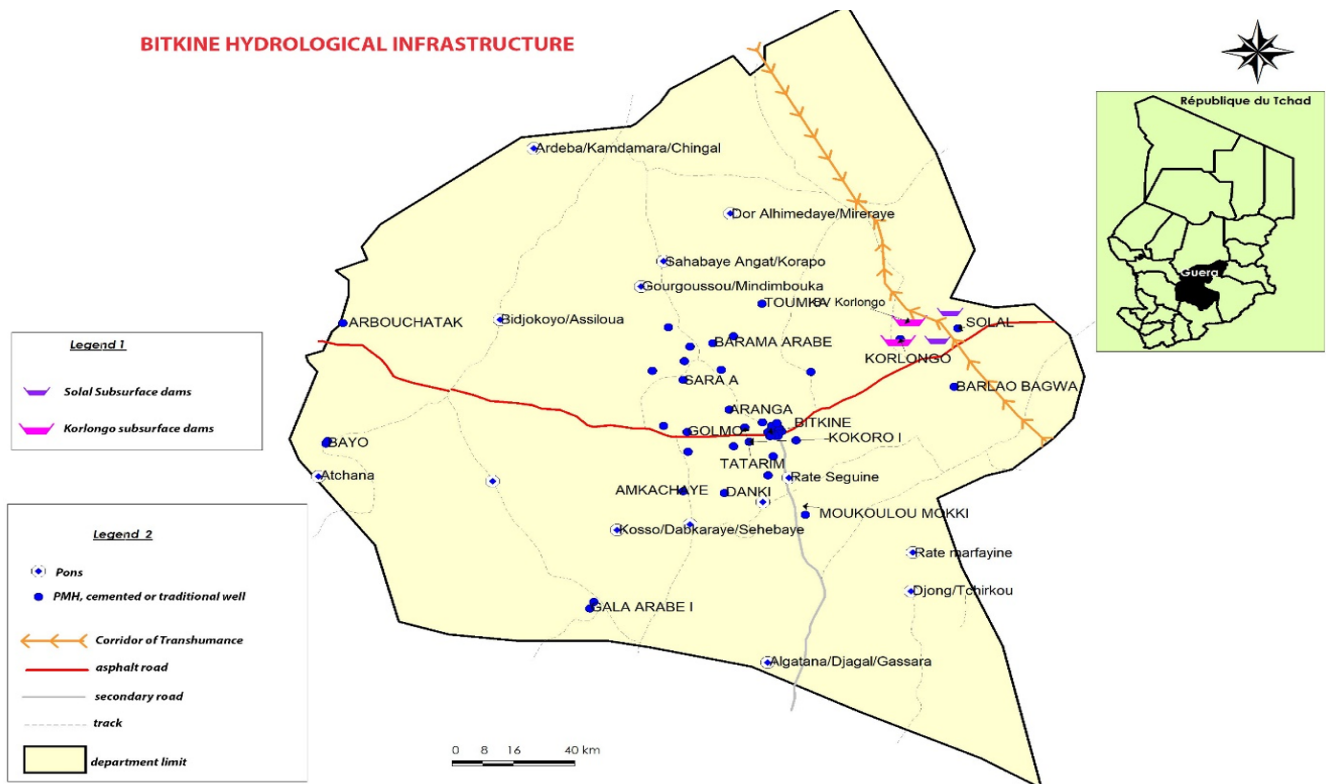 BITKINE HYDROLOGICAL INFRASTRUCTURE
République du Tchad
Guera
Ardeba/Kamdamara/Chingal
Dor Alhimedaye/Mireraye
Sahabaye Angat/Korapo
Gourgoussou/Mindimbouka
TOUMKA
Korlongo
Bidjokoyo/Assiloua
ARBOUCHATAK
SOLAL
BARAMA ARABE
KORLONGO
SARA A
BARLAO BAGWA
ARANGA
GOLMO
BITKINE
BAYO
KOKORO I
TATARIM
Atchana
Rate Seguine
AMKACHAYE
DANKI
MOUKOULOU MOKKI
Kosso/Dabkaraye/Sehebaye
Rate marfayine
Djong/Tchirkou
GALA ARABE I
Algatana/Djagal/Gassara
Legend 1
Solal Subsurface dams
Korlongo subsurface dams
Legend 2
Pons
PMH, cemented or traditional well
Corridor of Transhumance
asphalt road
secondary road
track
department limit
0 8 16 40 km